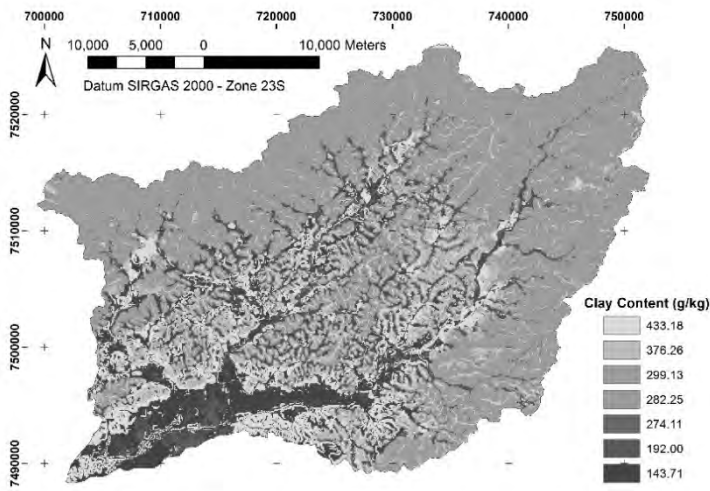 700000 710000 720000 730000 740000 750000
N
10,000 5,000 0 10,000 Meters
Datum SIRGAS 2000 - Zone 23S
7520000
7510000
7500000
7490000
Clay Content (g/kg)
433.18
376.26
299.13
282.25
274.11
192.00
143.71